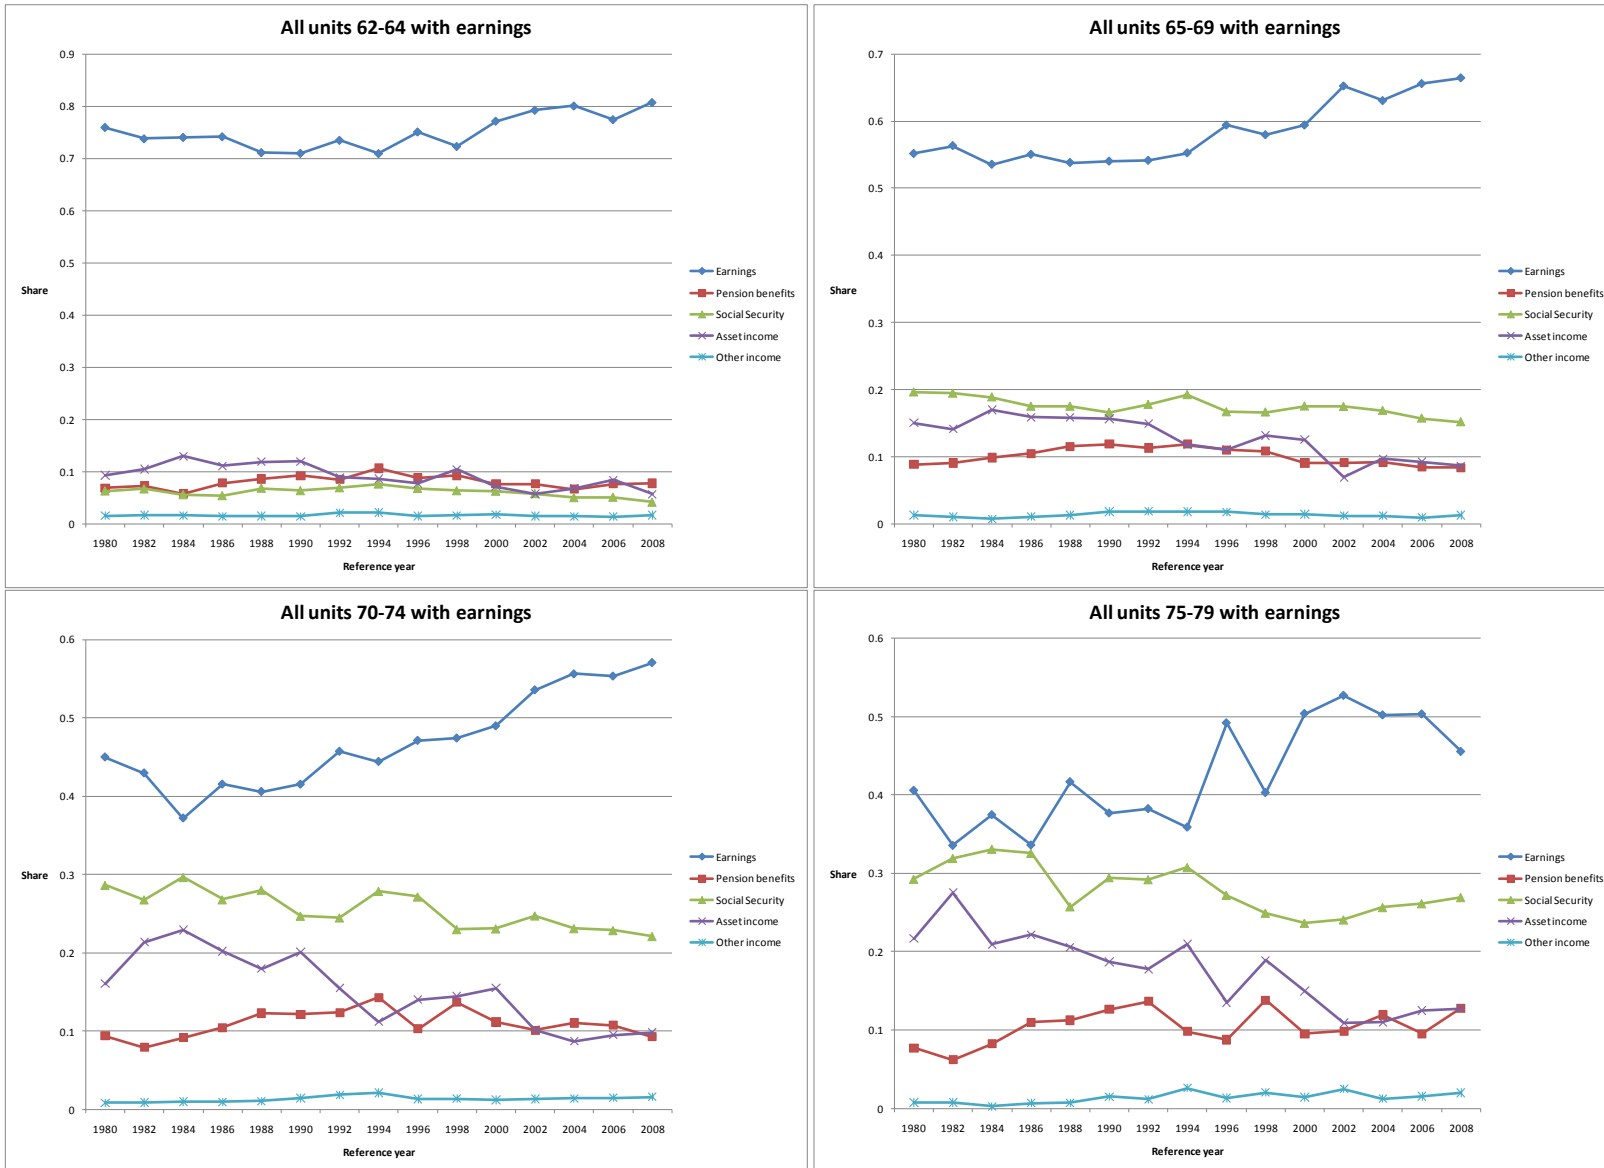 All units 62-64 with earnings
0.9
0.8
0.7
0.6
0.5
0.4
0.3
0.2
0.1
0
Share
1980 1982 1984 1986 1988 1990 1992 1994 1996 1998 2000 2002 2004 2006 2008
Reference year
Earnings
Pension benefits
Social Security
Asset income
Other income
All units 65-69 with earnings
0.7
0.6
0.5
0.4
0.3
0.2
0.1
0
Share
1980 1982 1984 1986 1988 1990 1992 1994 1996 1998 2000 2002 2004 2006 2008
Reference year
Earnings
Pension benefits
Social Security
Asset income
Other income
All units 70-74 with earnings
0.6
0.5
0.4
0.3
0.2
0.1
0
Share
1980 1982 1984 1986 1988 1990 1992 1994 1996 1998 2000 2002 2004 2006 2008
Reference year
Earnings
Pension benefits
Social Security
Asset income
Other income
All units 75-79 with earnings
0.6
0.5
0.4
0.3
0.2
0.1
0
Share
1980 1982 1984 1986 1988 1990 1992 1994 1996 1998 2000 2002 2004 2006 2008
Reference year
Earnings
Pension benefits
Social Security
Asset income
Other income